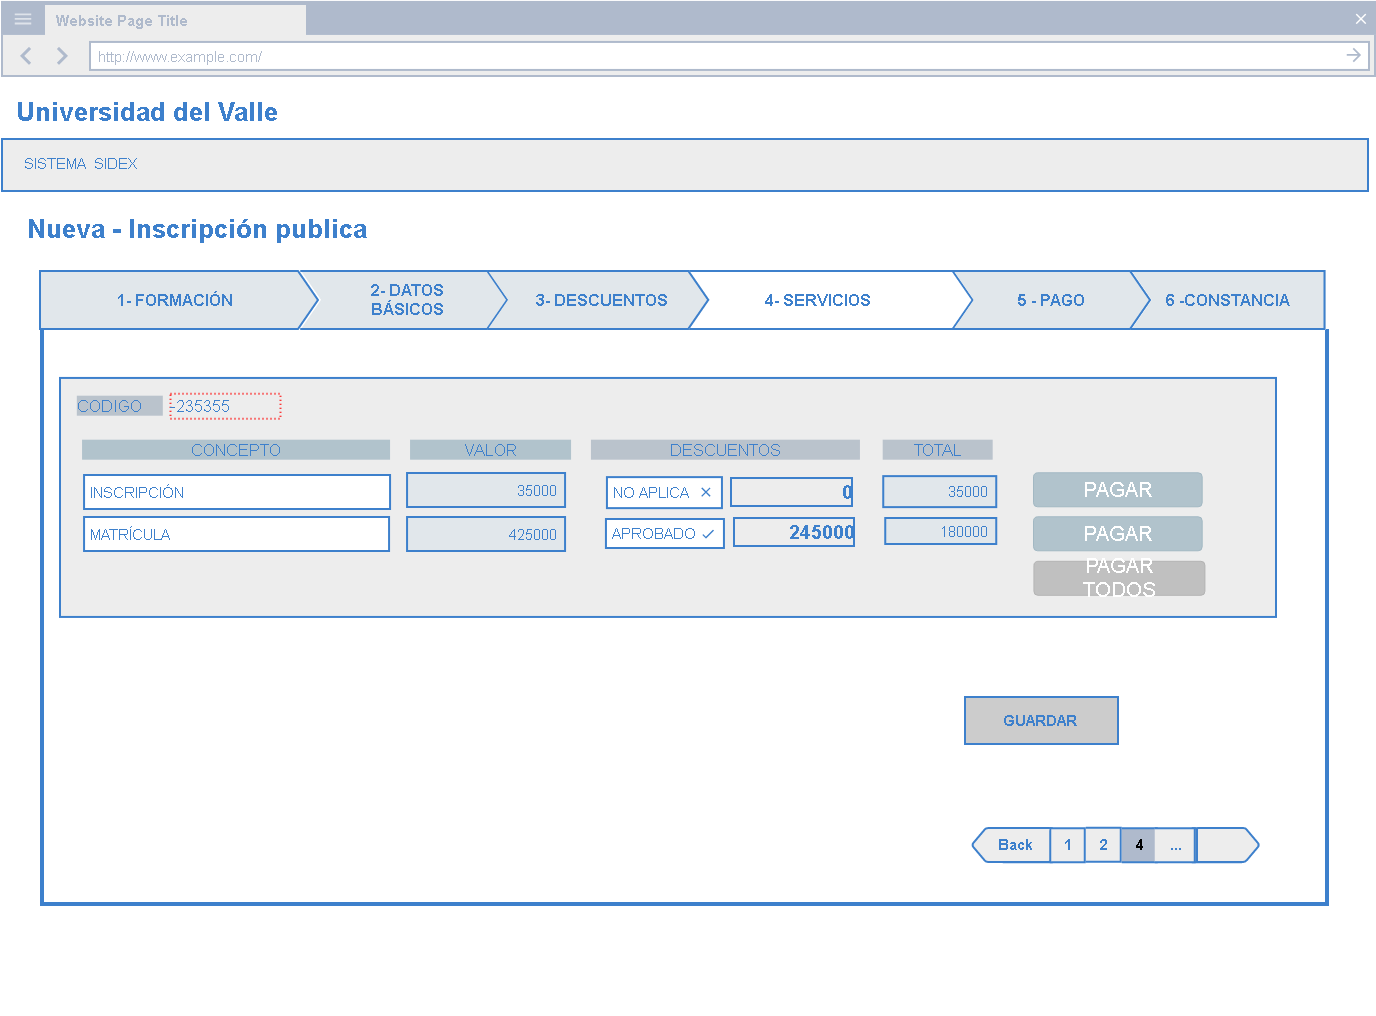 Website Page Title
http://www.example.com/
Universidad del Valle
SISTEMA SIDEX
Nueva - Inscripción publica
1- FORMACIÓN
2- DATOS
BÁSICOS
3- DESCUENTOS
4- SERVICIOS
5 - PAGO
6 -CONSTANCIA
CODIGO -235355
CONCEPTO VALOR DESCUENTOS TOTAL
INSCRIPCIÓN 35000 NO APLICA 0 35000 PAGAR
MATRÍCULA 425000 APROBADO 245000 180000 PAGAR
PAGAR
TODOS
GUARDAR
Back 1 2 4 ...